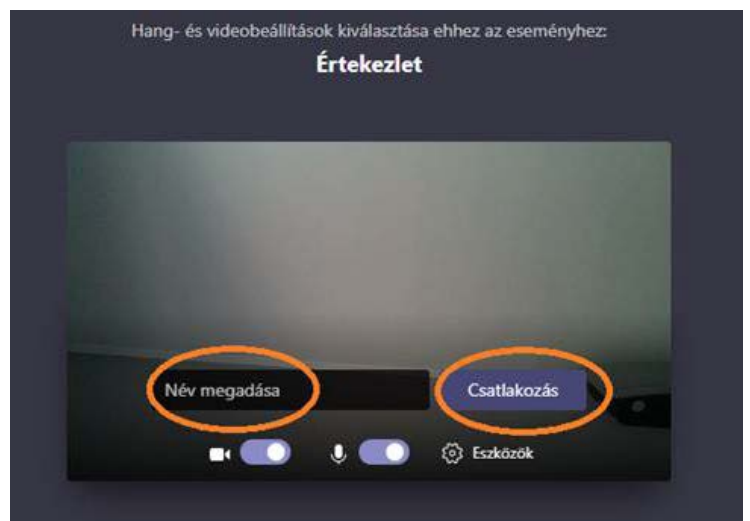 Hang- és videobeállítások kiválasztása ehhez az eseményhez:
Értekezlet
Név megadása
Csatlakozás
Eszközök